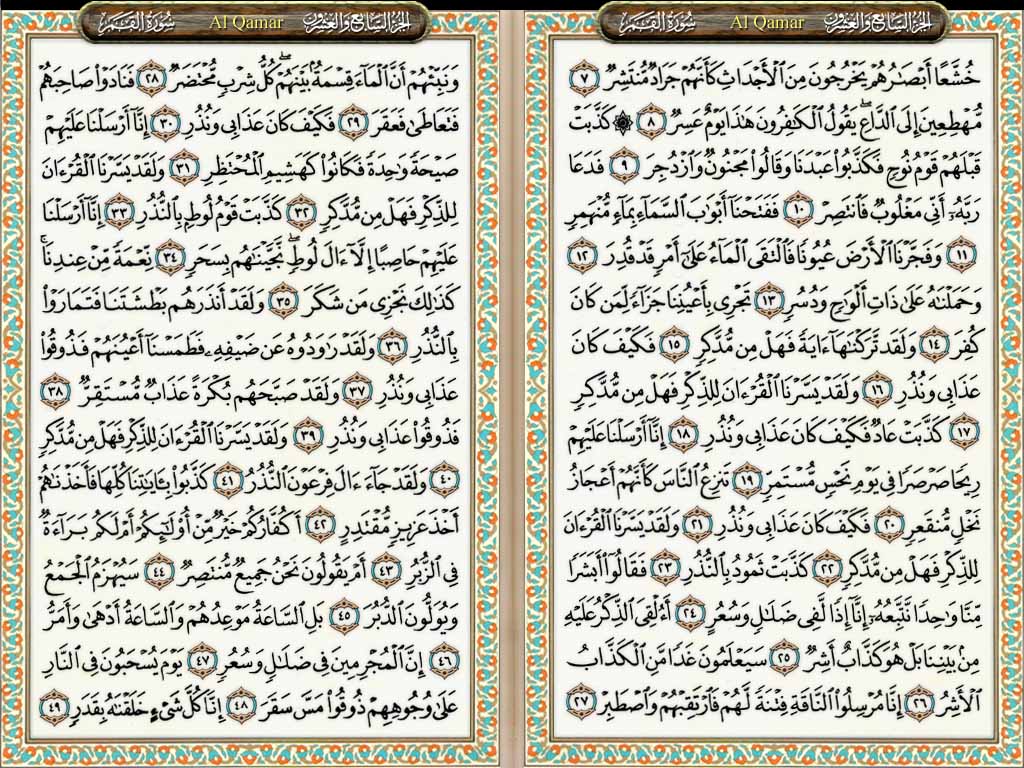 الجزء السابع والعشرون Al Qamar سورة القمر
خُشَّعًا أَبْصَٰرُهُمْ يَخْرُجُونَ مِنَ ٱلْأَجْدَاثِ كَأَنَّهُمْ جَرَادٌ مُّنتَشِرٌ ٧
مُّهْطِعِينَ إِلَى ٱلدَّاعِ ۖ يَقُولُ ٱلْكَٰفِرُونَ هَٰذَا يَوْمٌ عَسِرٌ ٨ ۞ كَذَّبَتْ
قَبْلَهُمْ قَوْمُ نُوحٍ فَكَذَّبُوا۟ عَبْدَنَا وَقَالُوا۟ مَجْنُونٌ وَٱزْدُجِرَ ٩ فَدَعَا
رَبَّهُۥٓ أَنِّى مَغْلُوبٌ فَٱنتَصِرْ ١٠ فَفَتَحْنَآ أَبْوَٰبَ ٱلسَّمَآءِ بِمَآءٍ مُّنْهَمِرٍ
١١ وَفَجَّرْنَا ٱلْأَرْضَ عُيُونًا فَٱلْتَقَى ٱلْمَآءُ عَلَىٰٓ أَمْرٍ قَدْ قُدِرَ ١٢
وَحَمَلْنَٰهُ عَلَىٰ ذَاتِ أَلْوَٰحٍ وَدُسُرٍ ١٣ تَجْرِى بِأَعْيُنِنَا جَزَآءً لِّمَن كَانَ
كُفِرَ ١٤ وَلَقَد تَّرَكْنَٰهَآ ءَايَةً فَهَلْ مِن مُّدَّكِرٍ ١٥ فَكَيْفَ كَانَ
عَذَابِى وَنُذُرِ ١٦ وَلَقَدْ يَسَّرْنَا ٱلْقُرْءَانَ لِلذِّكْرِ فَهَلْ مِن مُّدَّكِرٍ
١٧ كَذَّبَتْ عَادٌ فَكَيْفَ كَانَ عَذَابِى وَنُذُرِ ١٨ إِنَّآ أَرْسَلْنَا عَلَيْهِمْ
رِيحًا صَرْصَرًا فِى يَوْمِ نَحْسٍ مُّسْتَمِرٍّ ١٩ تَنزِعُ ٱلنَّاسَ كَأَنَّهُمْ أَعْجَازُ
نَخْلٍ مُّنقَعِرٍ ٢٠ فَكَيْفَ كَانَ عَذَابِى وَنُذُرِ ٢١ وَلَقَدْ يَسَّرْنَا ٱلْقُرْءَانَ
لِلذِّكْرِ فَهَلْ مِن مُّدَّكِرٍ ٢٢ كَذَّبَتْ ثَمُودُ بِٱلنُّذُرِ ٢٣ فَقَالُوٓا۟ أَبَشَرًا
مِّنَّا وَٰحِدًا نَّتَّبِعُهُۥٓ إِنَّآ إِذًا لَّفِى ضَلَٰلٍ وَسُعُرٍ ٢٤ أَءُلْقِىَ ٱلذِّكْرُ عَلَيْهِ
مِنۢ بَيْنِنَا بَلْ هُوَ كَذَّابٌ أَشِرٌ ٢٥ سَيَعْلَمُونَ غَدًا مَّنِ ٱلْكَذَّابُ
ٱلْأَشِرُ ٢٦ إِنَّا مُرْسِلُوا۟ ٱلنَّاقَةِ فِتْنَةً لَّهُمْ فَٱرْتَقِبْهُمْ وَٱصْطَبِرْ ٢٧
الجزء السابع والعشرون Al Qamar سورة القمر
وَنَبِّئْهُمْ أَنَّ ٱلْمَآءَ قِسْمَةٌۢ بَيْنَهُمْ ۖ كُلُّ شِرْبٍ مُّحْتَضَرٌ ٢٨ فَنَادَوْا۟ صَاحِبَهُمْ
فَتَعَاطَىٰ فَعَقَرَ ٢٩ فَكَيْفَ كَانَ عَذَابِى وَنُذُرِ ٣٠ إِنَّآ أَرْسَلْنَا عَلَيْهِمْ
صَيْحَةً وَٰحِدَةً فَكَانُوا۟ كَهَشِيمِ ٱلْمُحْتَظِرِ ٣١ وَلَقَدْ يَسَّرْنَا ٱلْقُرْءَانَ
لِلذِّكْرِ فَهَلْ مِن مُّدَّكِرٍ ٣٢ كَذَّبَتْ قَوْمُ لُوطٍۭ بِٱلنُّذُرِ ٣٣ إِنَّآ أَرْسَلْنَا
عَلَيْهِمْ حَاصِبًا إِلَّآ ءَالَ لُوطٍ ۖ نَّجَّيْنَٰهُم بِسَحَرٍ ٣٤ نِّعْمَةً مِّنْ عِندِنَا ۚ
كَذَٰلِكَ نَجْزِى مَن شَكَرَ ٣٥ وَلَقَدْ أَنذَرَهُم بَطْشَتَنَا فَتَمَارَوْا۟
بِٱلنُّذُرِ ٣٦ وَلَقَدْ رَٰوَدُوهُ عَن ضَيْفِهِۦ فَطَمَسْنَآ أَعْيُنَهُمْ فَذُوقُوا۟
عَذَابِى وَنُذُرِ ٣٧ وَلَقَدْ صَبَّحَهُم بُكْرَةً عَذَابٌ مُّسْتَقِرٌّ ٣٨
فَذُوقُوا۟ عَذَابِى وَنُذُرِ ٣٩ وَلَقَدْ يَسَّرْنَا ٱلْقُرْءَانَ لِلذِّكْرِ فَهَلْ مِن مُّدَّكِرٍ
٤٠ وَلَقَدْ جَآءَ ءَالَ فِرْعَوْنَ ٱلنُّذُرُ ٤١ كَذَّبُوا۟ بِـَٔايَٰتِنَا كُلِّهَا فَأَخَذْنَٰهُمْ
أَخْذَ عَزِيزٍ مُّقْتَدِرٍ ٤٢ أَكُفَّارُكُمْ خَيْرٌ مِّنْ أُو۟لَٰٓئِكُمْ أَمْ لَكُم بَرَآءَةٌ
فِى ٱلزُّبُرِ ٤٣ أَمْ يَقُولُونَ نَحْنُ جَمِيعٌ مُّنتَصِرٌ ٤٤ سَيُهْزَمُ ٱلْجَمْعُ
وَيُوَلُّونَ ٱلدُّبُرَ ٤٥ بَلِ ٱلسَّاعَةُ مَوْعِدُهُمْ وَٱلسَّاعَةُ أَدْهَىٰ وَأَمَرُّ
٤٦ إِنَّ ٱلْمُجْرِمِينَ فِى ضَلَٰلٍ وَسُعُرٍ ٤٧ يَوْمَ يُسْحَبُونَ فِى ٱلنَّارِ
عَلَىٰ وُجُوهِهِمْ ذُوقُوا۟ مَسَّ سَقَرَ ٤٨ إِنَّا كُلَّ شَىْءٍ خَلَقْنَٰهُ بِقَدَرٍ ٤٩